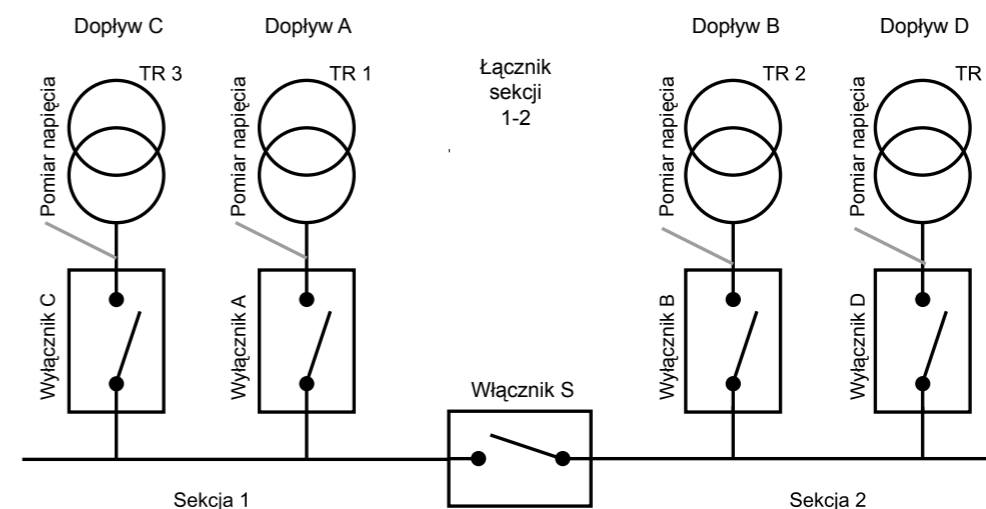 Dopływ C
Dopływ A
Dopływ B
Dopływ D
TR 3
TR 1
Łącznik
sekcji
1-2
TR 2
TR
Pomiar napięcia
Pomiar napięcia
Pomiar napięcia
Pomiar napięcia
Wyłącznik C
Wyłącznik A
Wyłącznik B
Wyłącznik D
Włącznik S
Sekcja 1
Sekcja 2